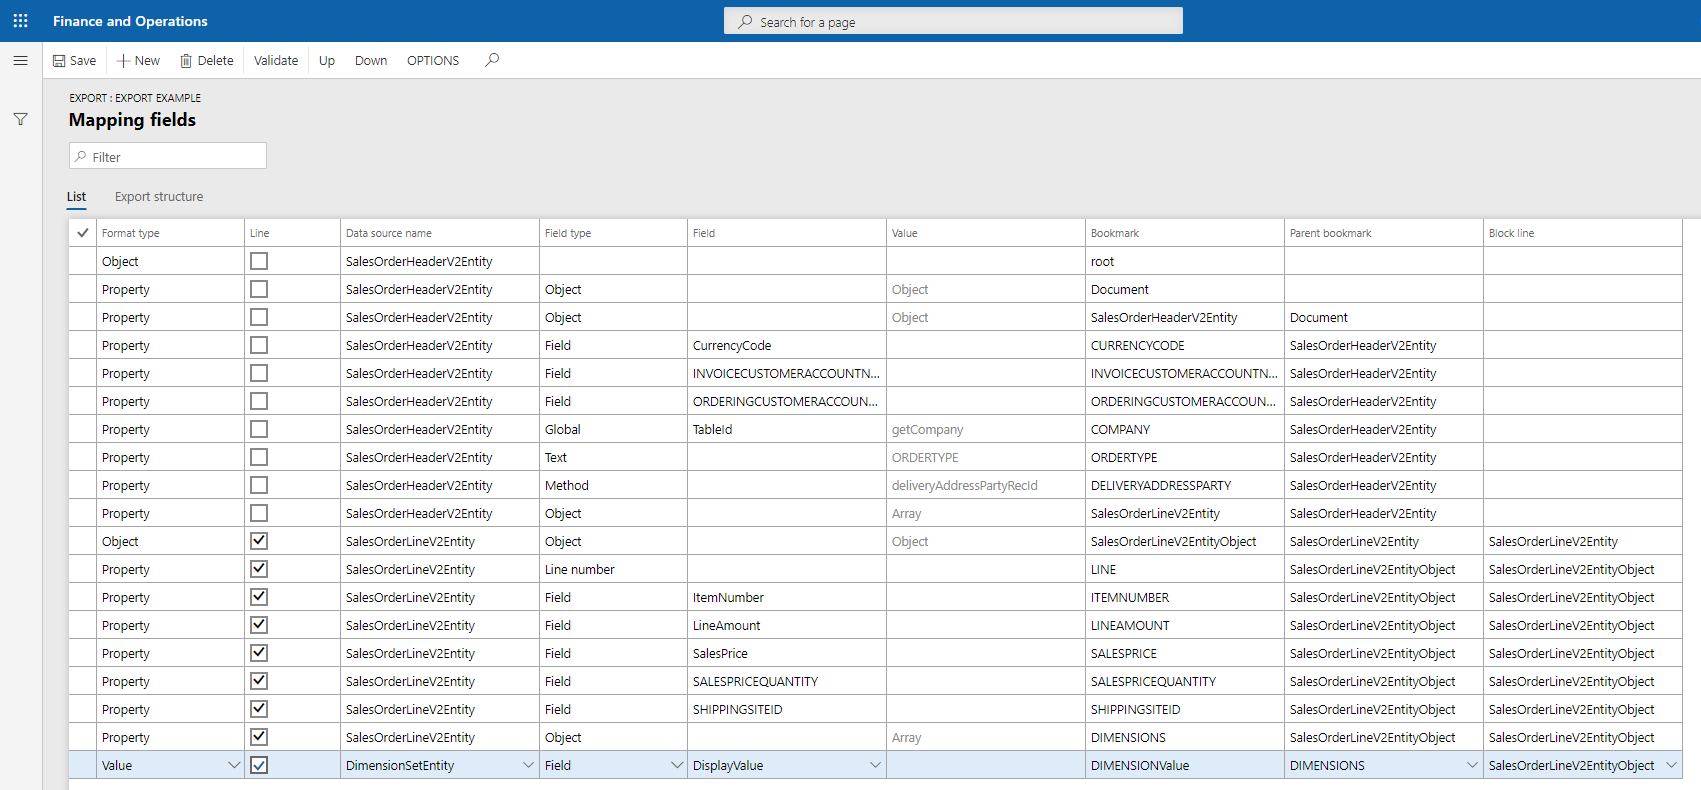 Finance and Operations
Search for a page
Save New Delete Validate Up Down OPTIONS
EXPORT : EXPORT EXAMPLE
Mapping fields
Filter
List Export structure
Format type Line Data source name Field type Field Value Bookmark Parent bookmark Block line
Object SalesOrderHeaderV2Entity root
Property SalesOrderHeaderV2Entity Object Object Document
Property SalesOrderHeaderV2Entity Object Object SalesOrderHeaderV2Entity Document
Property SalesOrderHeaderV2Entity Field CurrencyCode CURRENCYCODE SalesOrderHeaderV2Entity
Property SalesOrderHeaderV2Entity Field INVOICECUSTOMERACCOUNTN... INVOICECUSTOMERACCOUNTN... SalesOrderHeaderV2Entity
Property SalesOrderHeaderV2Entity Field ORDERINGCUSTOMERACCOUN... ORDERINGCUSTOMERACCOUN... SalesOrderHeaderV2Entity
Property SalesOrderHeaderV2Entity Global TableId getCompany COMPANY SalesOrderHeaderV2Entity
Property SalesOrderHeaderV2Entity Text ORDERTYPE ORDERTYPE SalesOrderHeaderV2Entity
Property SalesOrderHeaderV2Entity Method deliveryAddressPartyRecId DELIVERYADDRESSPARTY SalesOrderHeaderV2Entity
Property SalesOrderHeaderV2Entity Object Array SalesOrderLineV2Entity SalesOrderHeaderV2Entity
Object SalesOrderLineV2Entity Object Object SalesOrderLineV2EntityObject SalesOrderLineV2Entity SalesOrderLineV2Entity
Property SalesOrderLineV2Entity Line number LINE SalesOrderLineV2EntityObject SalesOrderLineV2EntityObject
Property SalesOrderLineV2Entity Field ItemNumber ITEMNUMBER SalesOrderLineV2EntityObject SalesOrderLineV2EntityObject
Property SalesOrderLineV2Entity Field LineAmount LINEAMOUNT SalesOrderLineV2EntityObject SalesOrderLineV2EntityObject
Property SalesOrderLineV2Entity Field SalesPrice SALESPRICE SalesOrderLineV2EntityObject SalesOrderLineV2EntityObject
Property SalesOrderLineV2Entity Field SALESPRICEQUANTITY SALESPRICEQUANTITY SalesOrderLineV2EntityObject SalesOrderLineV2EntityObject
Property SalesOrderLineV2Entity Field SHIPPINGSITEID SHIPPINGSITEID SalesOrderLineV2EntityObject SalesOrderLineV2EntityObject
Property SalesOrderLineV2Entity Object Array DIMENSIONS SalesOrderLineV2EntityObject SalesOrderLineV2EntityObject
Value DimensionSetEntity Field DisplayValue DIMENSIONValue DIMENSIONS SalesOrderLineV2EntityObject